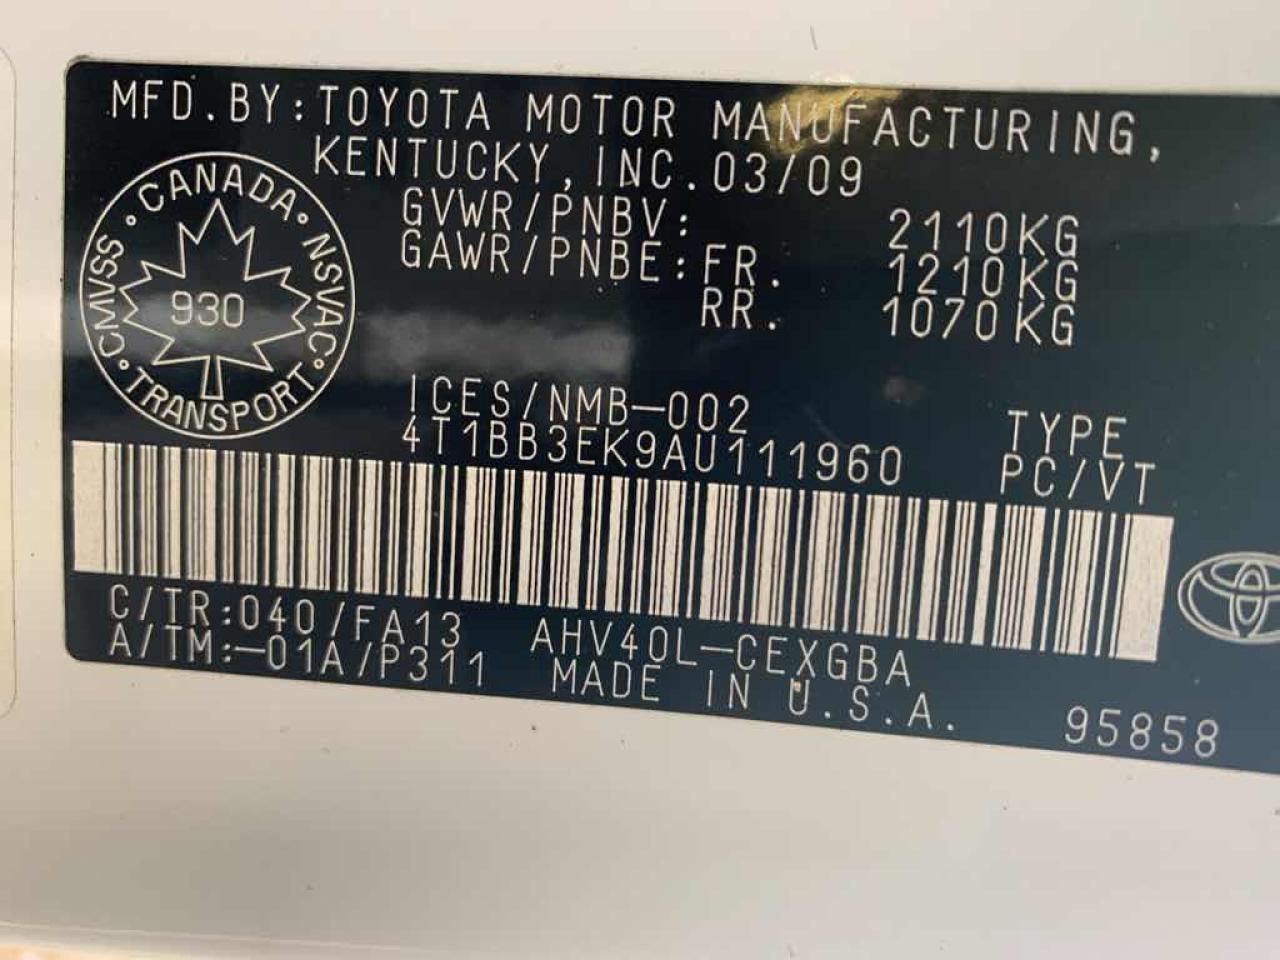 MFD.BY:TOYOTA MOTOR MANUFACTURING,
KENTUCKY,INC.03/09
GVWR/PNBV: 2110KG
GAWR/PNBE:FR. 1210KG
RR. 1070KG
CANADA
CMVSS NSVAC
930
TRANSPORT
ICES/NMB-002
4T1BB3EK9AU111960
TYPE
PC/VT
C/TR:040/FA13
A/TM:-01A/P311
AHV40L-CEXGBA
MADE IN U.S.A.
95858